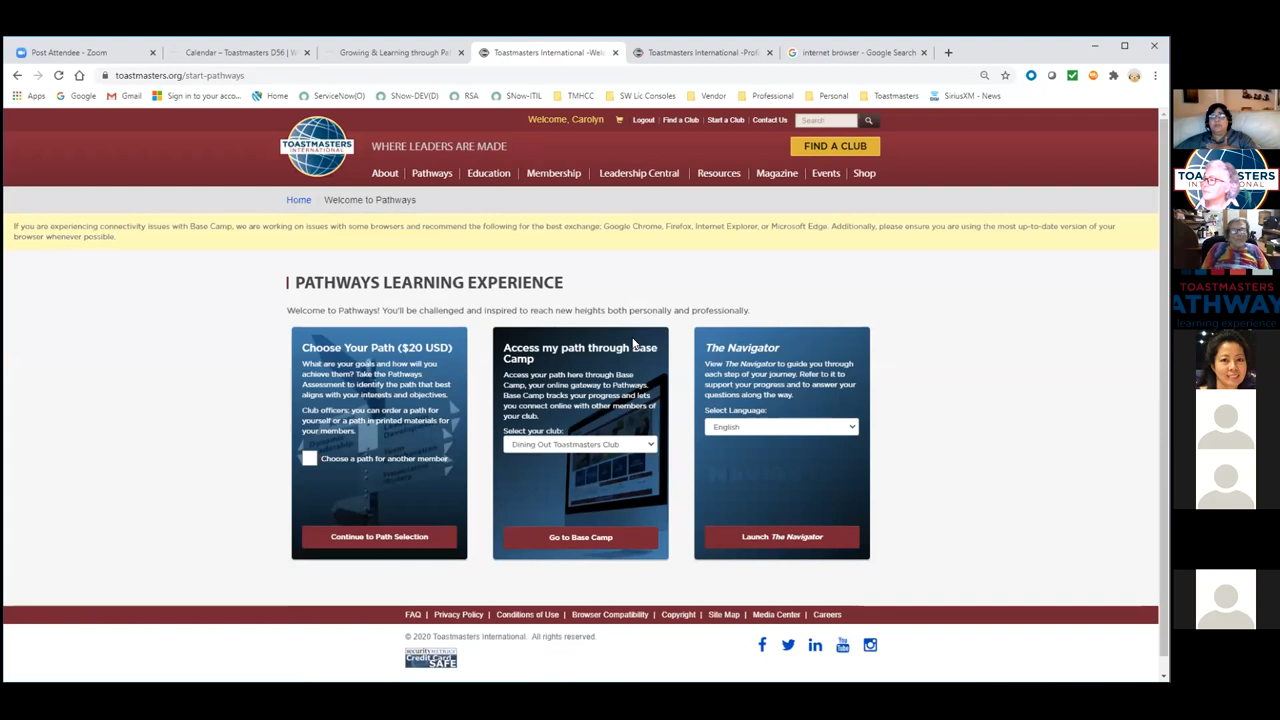 Post Attendee - Zoom
Calendar – Toastmasters D56 | W
Growing & Learning through Pa
Toastmasters International -Wel
Toastmasters International -Profi
internet browser - Google Search
toastmasters.org/start-pathways
Apps
Google
Gmail
Sign in to your acco...
Home
ServiceNow(O)
SNow-DEV(D)
RSA
SNow-ITIL
TMHCC
SW Lic Consoles
Vendor
Professional
Personal
Toastmasters
SiriusXM - News
Welcome, Carolyn
Logout | Find a Club | Start a Club | Contact Us
Search
TOASTMASTERS
INTERNATIONAL
WHERE LEADERS ARE MADE
FIND A CLUB
About | Pathways | Education | Membership | Leadership Central | Resources | Magazine | Events | Shop
Home Welcome to Pathways
If you are experiencing connectivity issues with Base Camp, we are working on issues with some browsers and recommend the following for the best exchange; Google Chrome, Firefox, Internet Explorer, or Microsoft Edge. Additionally, please ensure you are using the most up-to-date version of your
browser whenever possible.
PATHWAYS LEARNING EXPERIENCE
Welcome to Pathways! You'll be challenged and inspired to reach new heights both personally and professionally.
Choose Your Path ($20 USD)
What are your goals and how will you
achieve them? Take the Pathways
Assessment to identify the path that best
aligns with your interests and objectives.
Club officers: you can order a path for
yourself or a path in printed materials for
your members.
Choose a path for another member
Continue to Path Selection
Access my path through Base
Camp
Access your path here through Base
Camp, your online gateway to Pathways.
Base Camp tracks your progress and lets
you connect online with other members of
your club.
Select your club:
Dining Out Toastmasters Club
Go to Base Camp
The Navigator
View The Navigator to guide you through
each step of your journey. Refer to it to
support your progress and to answer your
questions along the way.
Select Language:
English
Launch The Navigator
FAQ | Privacy Policy | Conditions of Use | Browser Compatibility | Copyright | Site Map | Media Center | Careers
© 2020 Toastmasters International. All rights reserved.
security METRICS
Credit Card
SAFE
TOASTMASTERS
INTERNATIONAL
TOASTMASTERS
PATHWAY
learning experience